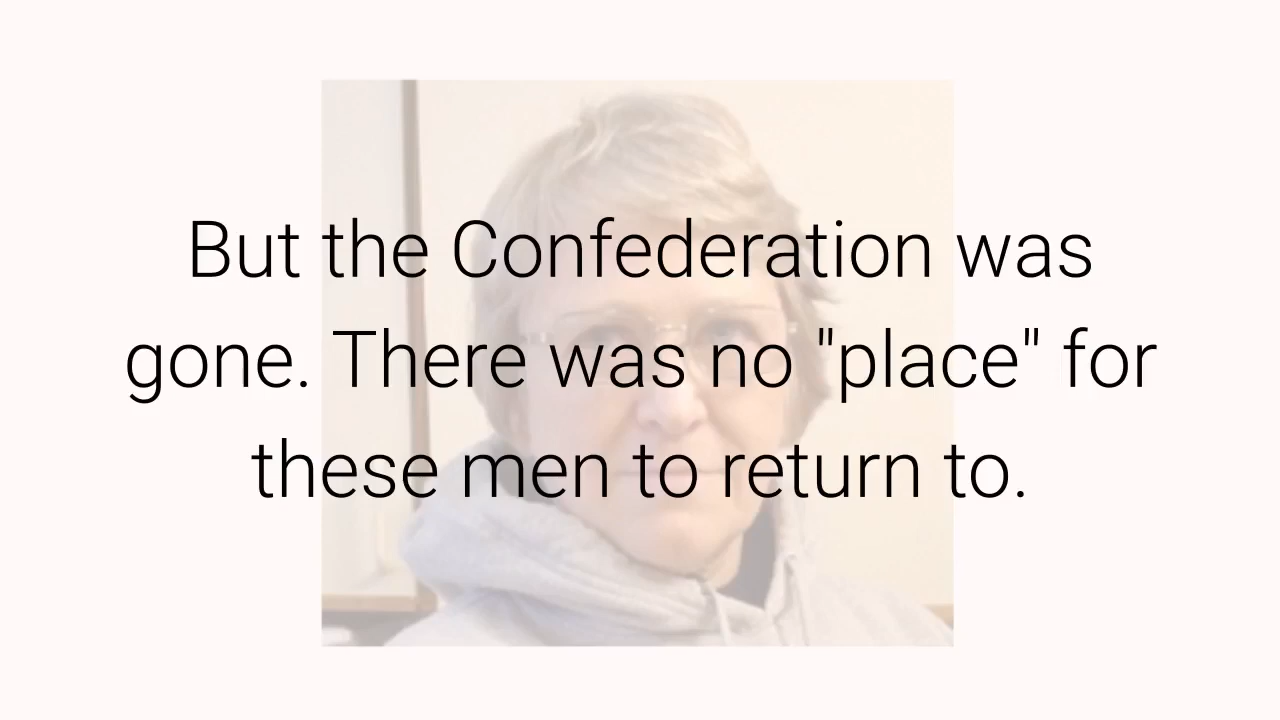 But the Confederation was
gone. There was no "place" for
these men to return to.